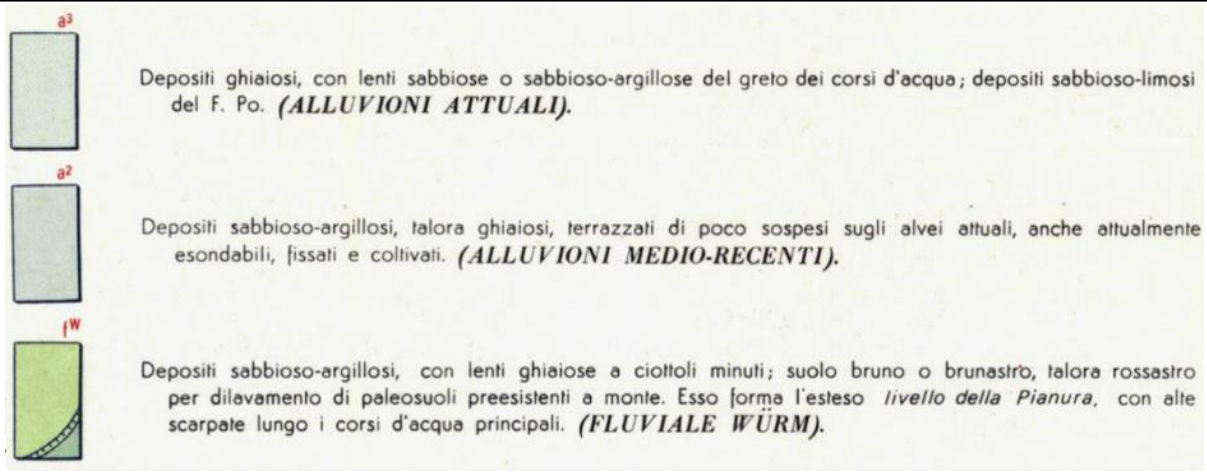 a³
Depositi ghiaiosi, con lenti sabbiose o sabbioso-argillose del greto dei corsi d'acqua; depositi sabbioso-limosi
del F. Po. (ALLUVIONI ATTUALI).
a²
Depositi sabbioso-argillosi, talora ghiaiosi, terrazzati di poco sospesi sugli alvei attuali, anche attualmente
esondabili, fissati e coltivati. (ALLUVIONI MEDIO-RECENTI).
fᵂ
Depositi sabbioso-argillosi, con lenti ghiaiose a ciottoli minuti; suolo bruno o brunastro, talora rossastro
per dilavamento di paleosuoli preesistenti a monte. Esso forma l'esteso livello della Pianura, con alte
scarpate lungo i corsi d'acqua principali. (FLUVIALE WÜRM).